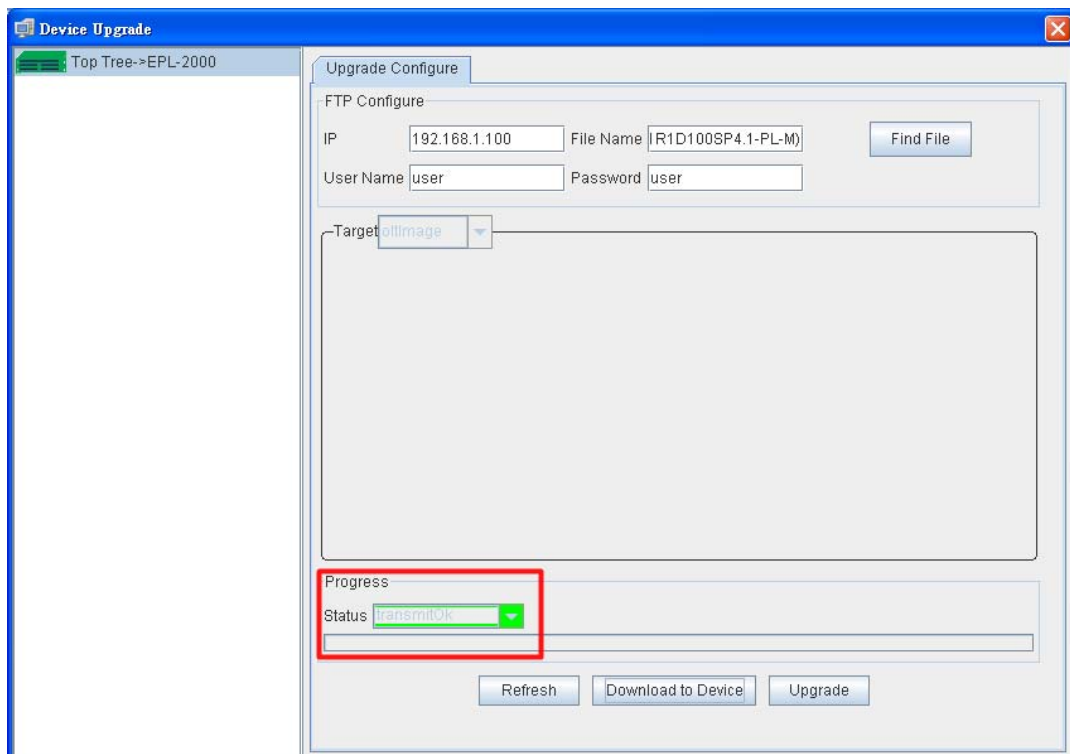 Device Upgrade
Top Tree->EPL-2000
Upgrade Configure
FTP Configure
IP 192.168.1.100 File Name IR1D100SP4.1-PL-M) Find File
User Name user Password user
Target oltImage
Progress
Status transmitOk
Refresh Download to Device Upgrade